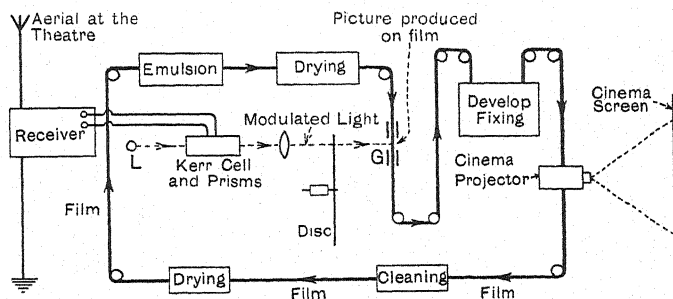 Aerial at the
Theatre
Picture produced
on film
Emulsion
Drying
Cinema
Screen
Develop
Fixing
Modulated Light
Receiver
L
Kerr Cell
and Prisms
G
Cinema
Projector
Film
Disc
Drying
Cleaning
Film
Film